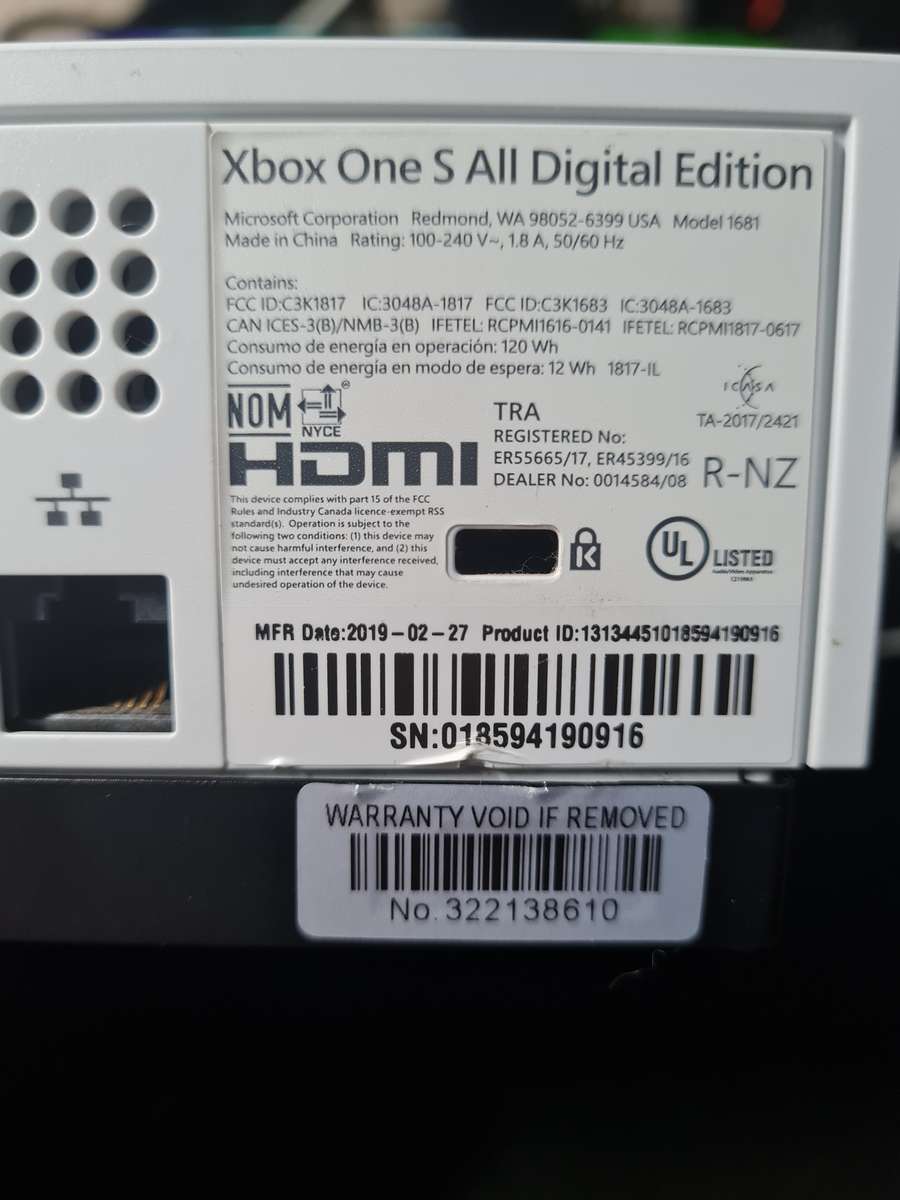 Xbox One S All Digital Edition
Microsoft Corporation Redmond, WA 98052-6399 USA Model 1681
Made in China Rating: 100-240 V~, 1.8 A, 50/60 Hz
Contains:
FCC ID:C3K1817 IC:3048A-1817 FCC ID:C3K1683 IC:3048A-1683
CAN ICES-3(B)/NMB-3(B) IFETEL: RCPMI1616-0141 IFETEL: RCPMI1817-0617
Consumo de energía en operación: 120 Wh
Consumo de energía en modo de espera: 12 Wh 1817-IL
NOM
NYCE
ICASA
TA-2017/2421
TRA
REGISTERED No:
ER55665/17, ER45399/16
DEALER No: 0014584/08
R-NZ
HDMI
This device complies with part 15 of the FCC
Rules and Industry Canada licence-exempt RSS
standard(s). Operation is subject to the
following two conditions: (1) this device may
not cause harmful interference, and (2) this
device must accept any interference received,
including interference that may cause
undesired operation of the device.
K
UL LISTED
Audio/Video Apparatus
MFR Date:2019-02-27 Product ID:13134451018594190916
SN:018594190916
WARRANTY VOID IF REMOVED
No. 322138610